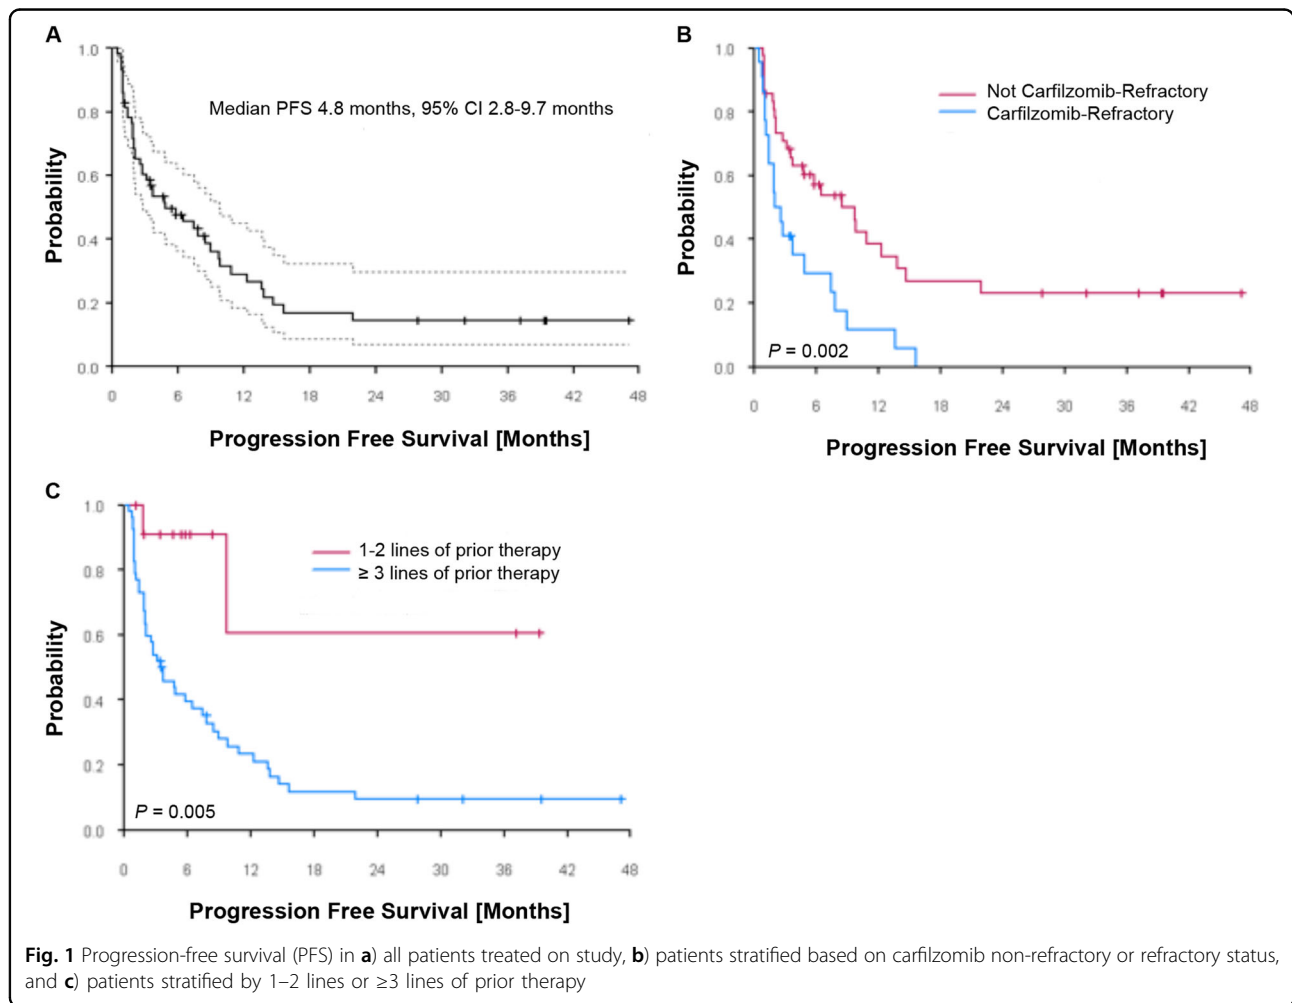 A
1.0
0.8
0.6
0.4
0.2
0.0
Probability
Median PFS 4.8 months, 95% CI 2.8-9.7 months
0 6 12 18 24 30 36 42 48
Progression Free Survival [Months]
B
1.0
0.8
0.6
0.4
0.2
0.0
Probability
Not Carfilzomib-Refractory
Carfilzomib-Refractory
P = 0.002
0 6 12 18 24 30 36 42 48
Progression Free Survival [Months]
C
1.0
0.8
0.6
0.4
0.2
0.0
Probability
1-2 lines of prior therapy
≥ 3 lines of prior therapy
P = 0.005
0 6 12 18 24 30 36 42 48
Progression Free Survival [Months]
Fig. 1 Progression-free survival (PFS) in a) all patients treated on study, b) patients stratified based on carfilzomib non-refractory or refractory status,
and c) patients stratified by 1–2 lines or ≥3 lines of prior therapy